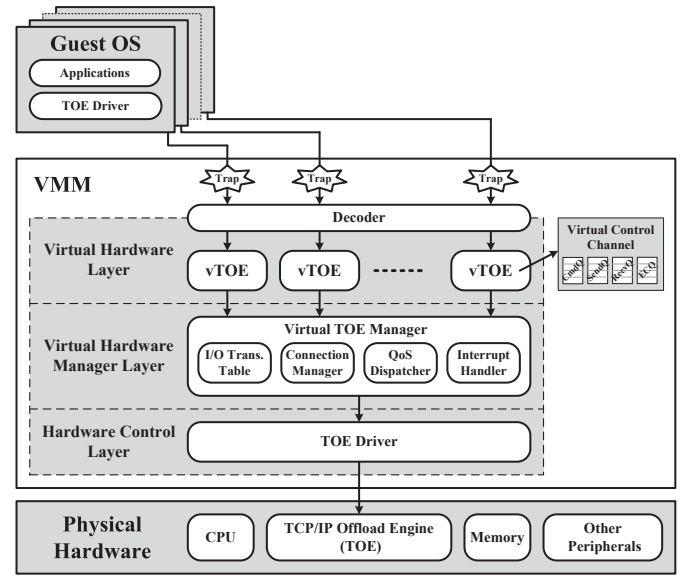 Guest OS
Applications
TOE Driver
VMM
Trap
Trap
Trap
Decoder
Virtual Hardware
Layer
vTOE
vTOE
vTOE
Virtual Control
Channel
CmdQ
SendQ
RecvQ
ECQ
Virtual Hardware
Manager Layer
Virtual TOE Manager
I/O Trans.
Table
Connection
Manager
QoS
Dispatcher
Interrupt
Handler
Hardware Control
Layer
TOE Driver
Physical
Hardware
CPU
TCP/IP Offload Engine
(TOE)
Memory
Other
Peripherals